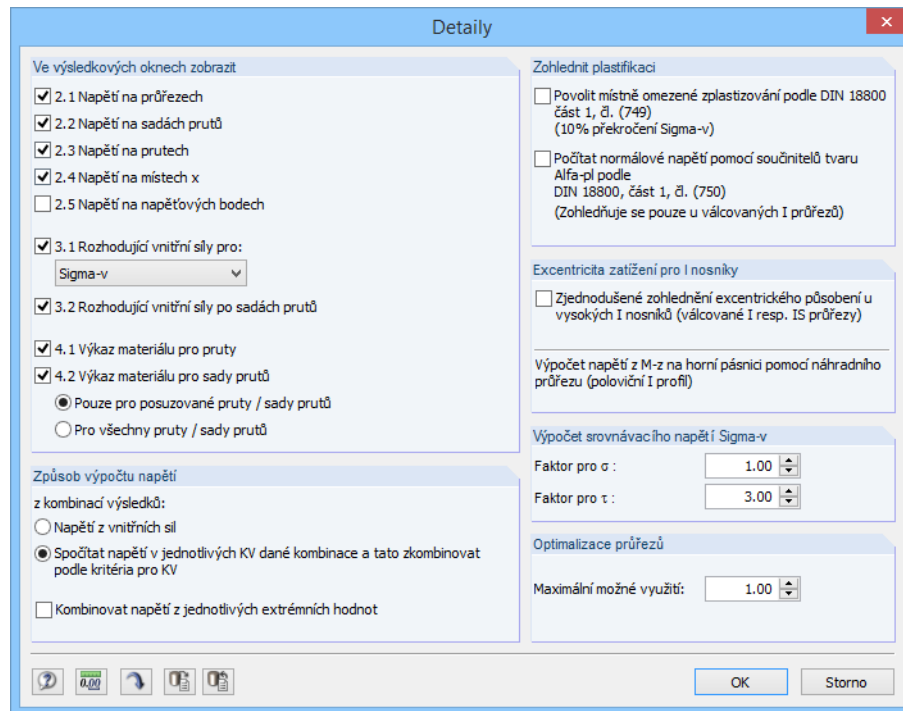 Detaily
Ve výsledkových oknech zobrazit
2.1 Napětí na průřezech
2.2 Napětí na sadách prutů
2.3 Napětí na prutech
2.4 Napětí na místech x
2.5 Napětí na napěťových bodech
3.1 Rozhodující vnitřní síly pro:
Sigma-v
3.2 Rozhodující vnitřní síly po sadách prutů
4.1 Výkaz materiálu pro pruty
4.2 Výkaz materiálu pro sady prutů
Pouze pro posuzované pruty / sady prutů
Pro všechny pruty / sady prutů
Způsob výpočtu napětí
z kombinací výsledků:
Napětí z vnitřních sil
Spočítat napětí v jednotlivých KV dané kombinace a tato zkombinovat
podle kritéria pro KV
Kombinovat napětí z jednotlivých extrémních hodnot
Zohlednit plastifikaci
Povolit místně omezené zplastizování podle DIN 18800
část 1, čl. (749)
(10% překročení Sigma-v)
Počítat normálové napětí pomocí součinitelů tvaru
Alfa-pl podle
DIN 18800, část 1, čl. (750)
(Zohledňuje se pouze u válcovaných I průřezů)
Excentricita zatížení pro I nosníky
Zjednodušené zohlednění excentrického působení u
vysokých I nosníků (válcované I resp. IS průřezy)
Výpočet napětí z M-z na horní pásnici pomocí náhradního
průřezu (poloviční I profil)
Výpočet srovnávacího napětí Sigma-v
Faktor pro σ : 1.00
Faktor pro τ : 3.00
Optimalizace průřezů
Maximální možné využití: 1.00
0.00
OK Storno